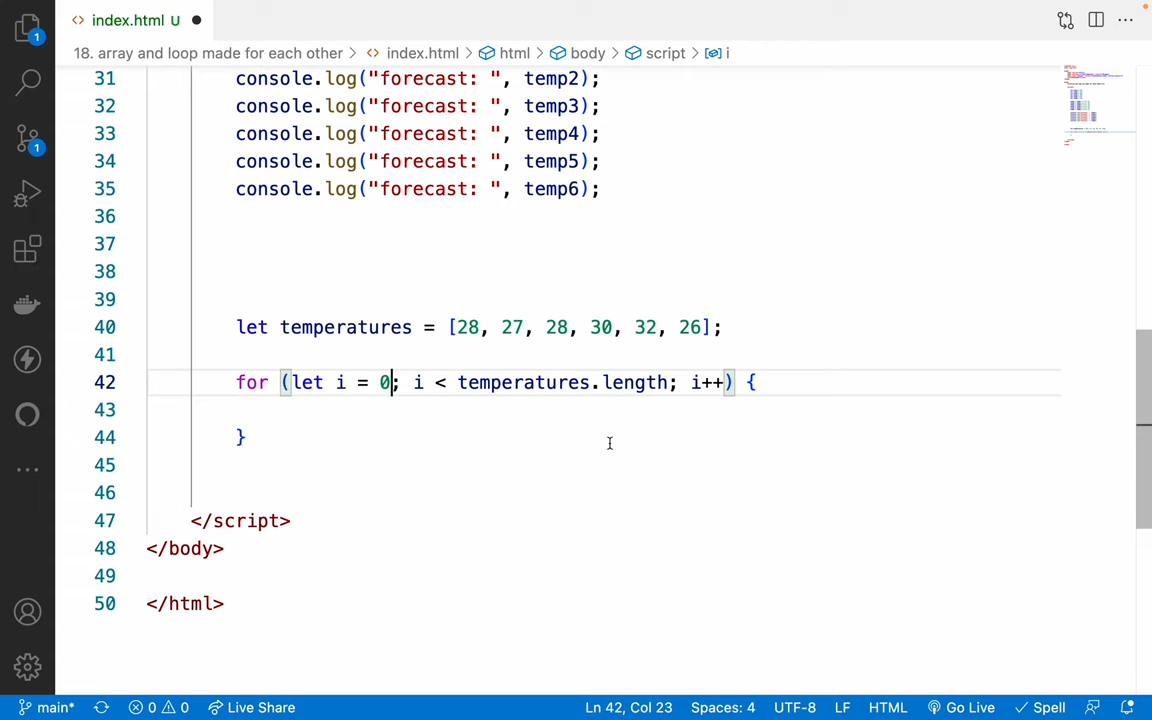 index.html U
18. array and loop made for each other > index.html > html > body > script > i
31 console.log("forecast: ", temp2);
32 console.log("forecast: ", temp3);
33 console.log("forecast: ", temp4);
34 console.log("forecast: ", temp5);
35 console.log("forecast: ", temp6);
36
37
38
39
40 let temperatures = [28, 27, 28, 30, 32, 26];
41
42 for (let i = 0; i < temperatures.length; i++) {
43
44 }
45
46
47 </script>
48 </body>
49
50 </html>
1
1
main* 0 0 Live Share Ln 42, Col 23 Spaces: 4 UTF-8 LF HTML Go Live Spell